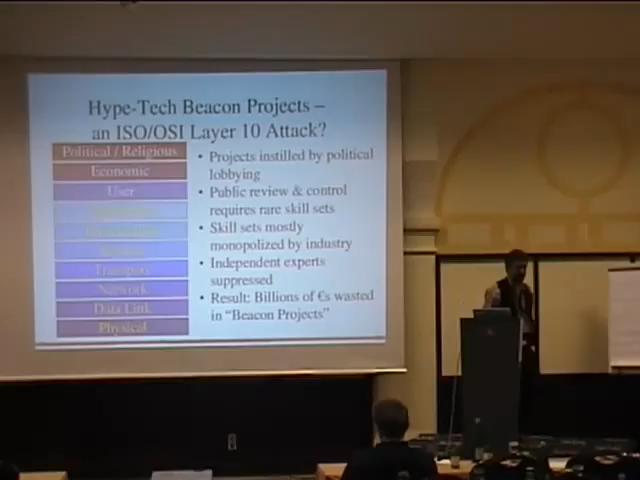 Hype-Tech Beacon Projects –
an ISO/OSI Layer 10 Attack?
Political / Religious
Economic
User
Transport
Network
Data Link
Physical
• Projects instilled by political
lobbying
• Public review & control
requires rare skill sets
• Skill sets mostly
monopolized by industry
• Independent experts
suppressed
• Result: Billions of €s wasted
in “Beacon Projects”